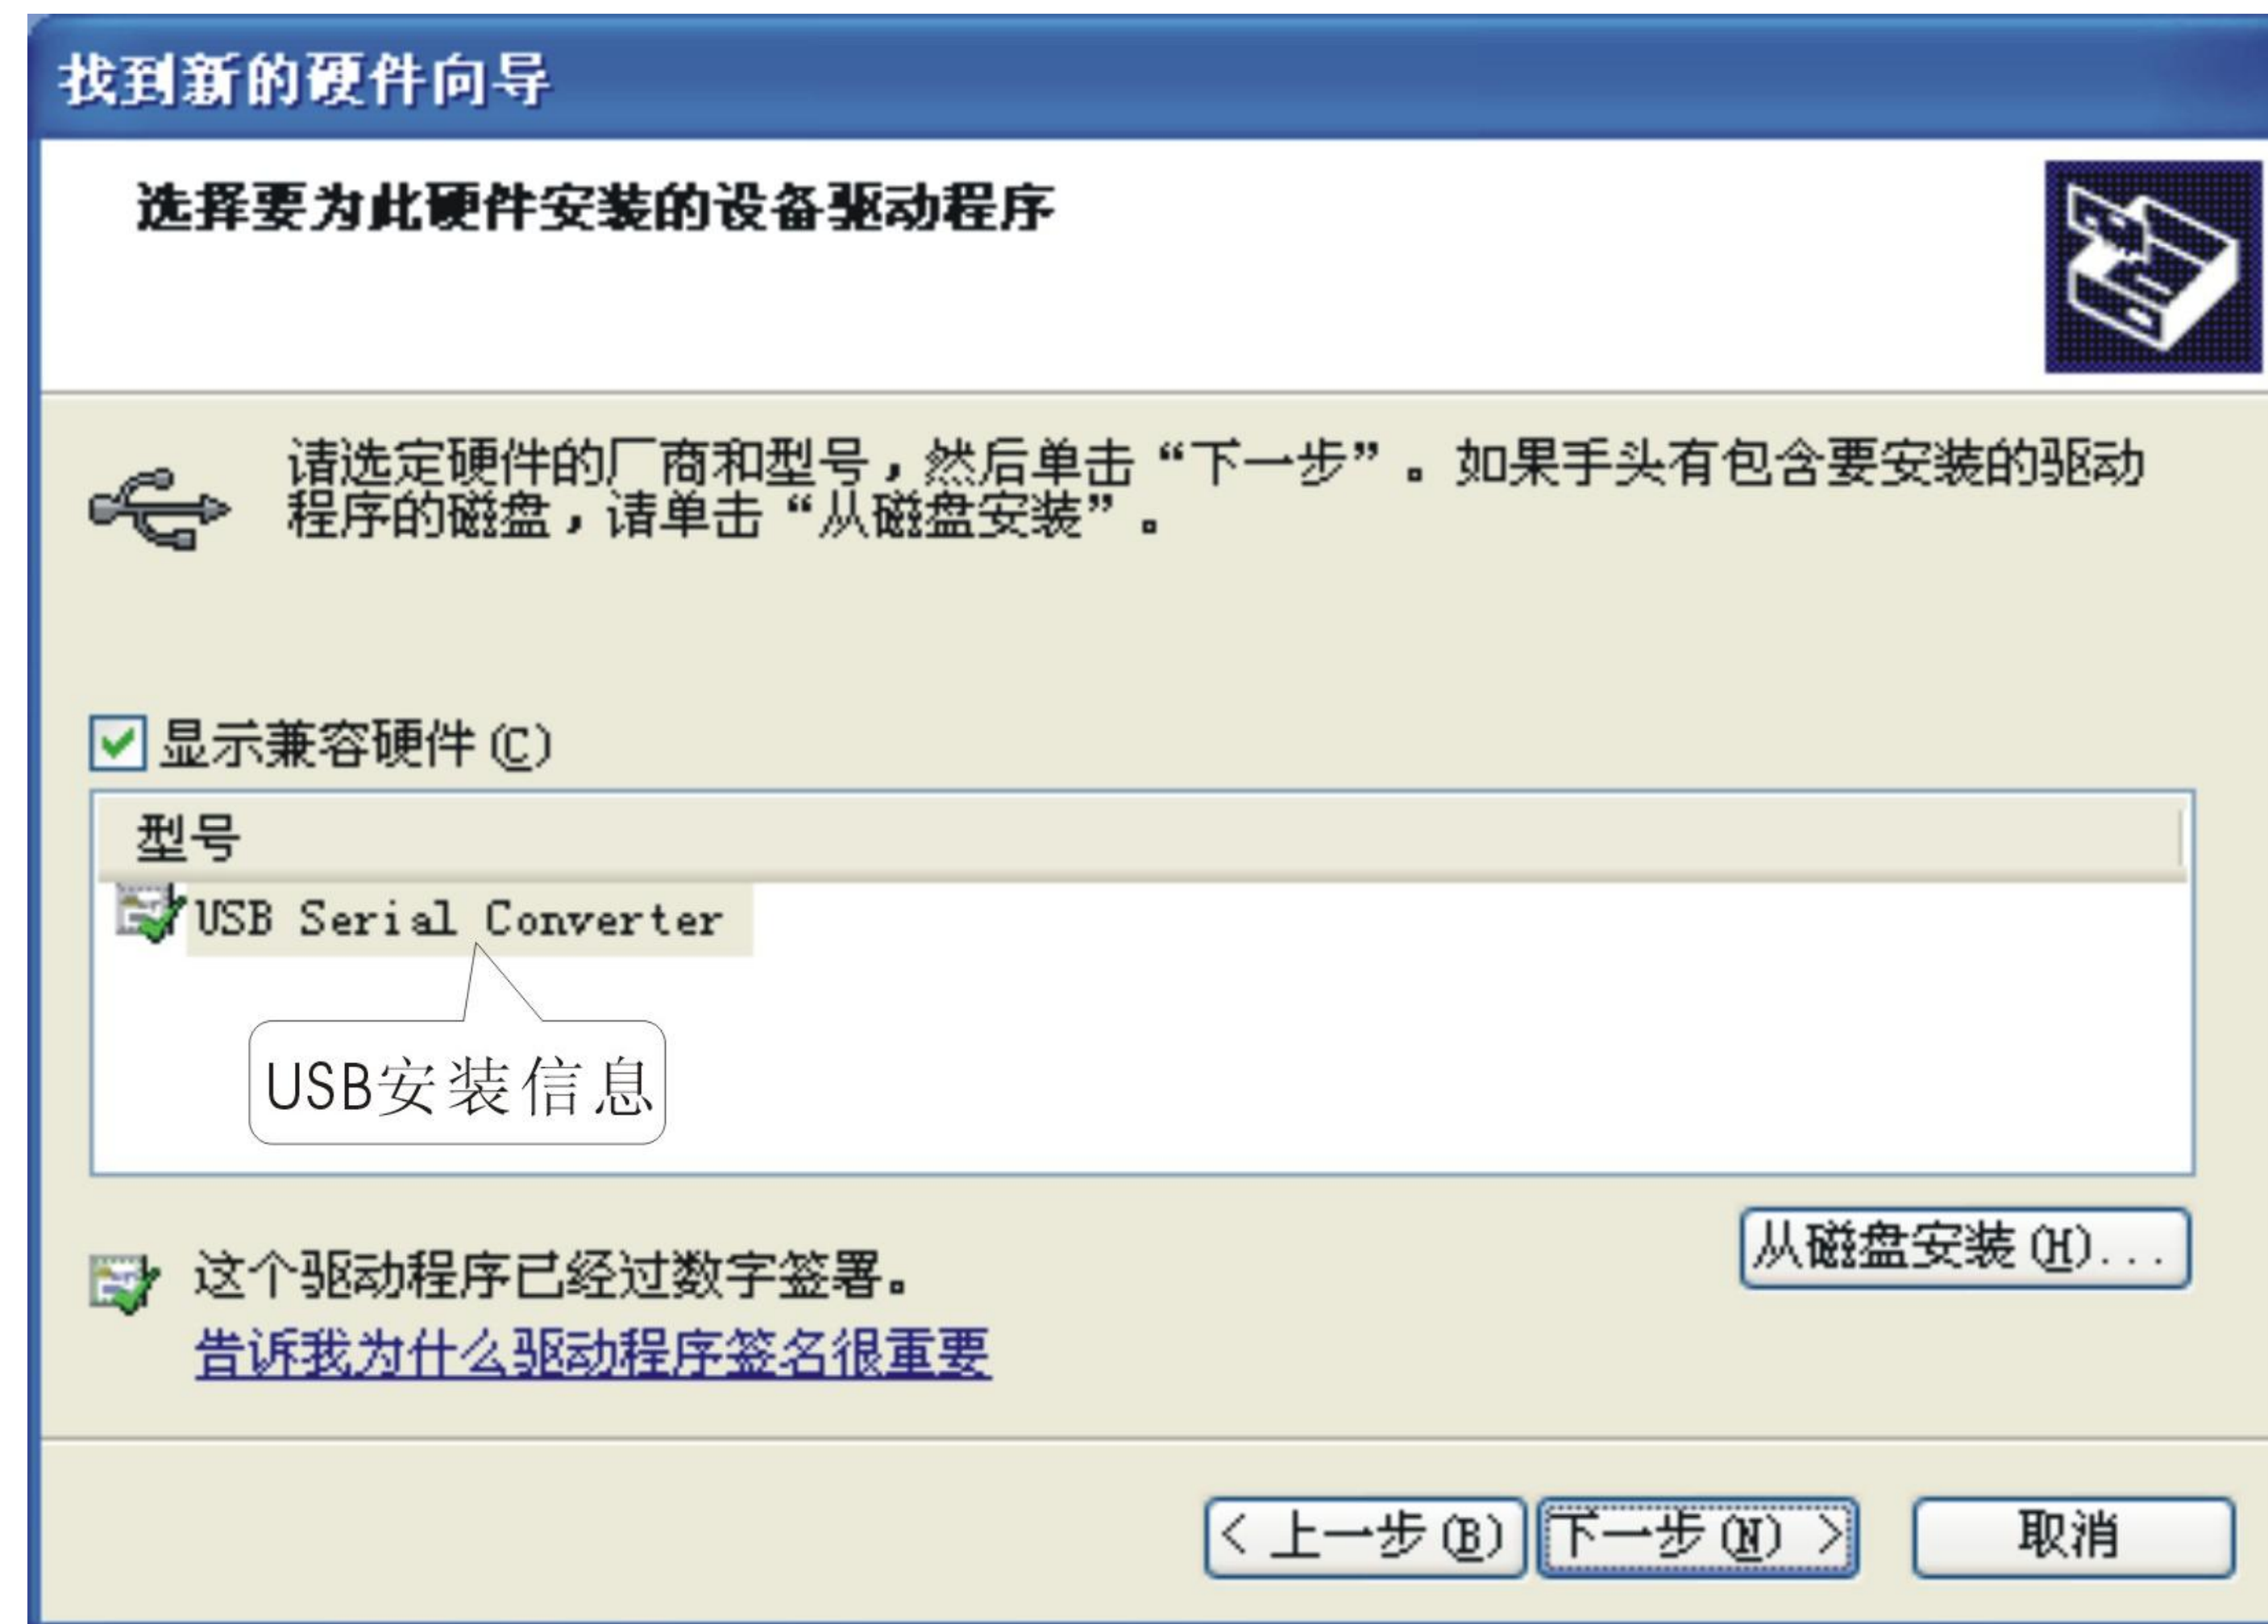 找到新的硬件向导
选择要为此硬件安装的设备驱动程序
请选定硬件的厂商和型号，然后单击“下一步”。如果手头有包含要安装的驱动
程序的磁盘，请单击“从磁盘安装”。
显示兼容硬件(C)
型号
USB Serial Converter
USB安装信息
从磁盘安装(H)...
这个驱动程序已经过数字签署。
告诉我为什么驱动程序签名很重要
< 上一步(B)
下一步(N) >
取消